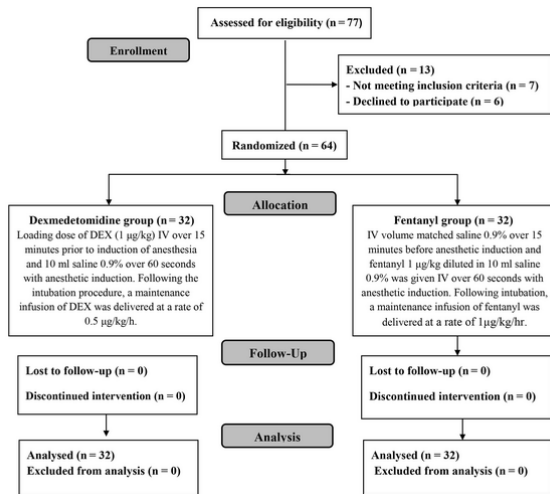 Assessed for eligibility (n = 77)
Enrollment
Excluded (n = 13)
- Not meeting inclusion criteria (n = 7)
- Declined to participate (n = 6)
Randomized (n = 64)
Allocation
Dexmedetomidine group (n = 32)
Loading dose of DEX (1 μg/kg) IV over 15
minutes prior to induction of anesthesia
and 10 ml saline 0.9% over 60 seconds
with anesthetic induction. Following the
intubation procedure, a maintenance
infusion of DEX was delivered at a rate of
0.5 μg/kg/h.
Fentanyl group (n = 32)
IV volume matched saline 0.9% over 15
minutes before anesthetic induction and
fentanyl 1 μg/kg diluted in 10 ml saline
0.9% was given IV over 60 seconds with
anesthetic induction. Following intubation,
a maintenance infusion of fentanyl was
delivered at a rate of 1μg/kg/hr.
Follow-Up
Lost to follow-up (n = 0)
Discontinued intervention (n = 0)
Lost to follow-up (n = 0)
Discontinued intervention (n = 0)
Analysis
Analysed (n = 32)
Excluded from analysis (n = 0)
Analysed (n = 32)
Excluded from analysis (n = 0)